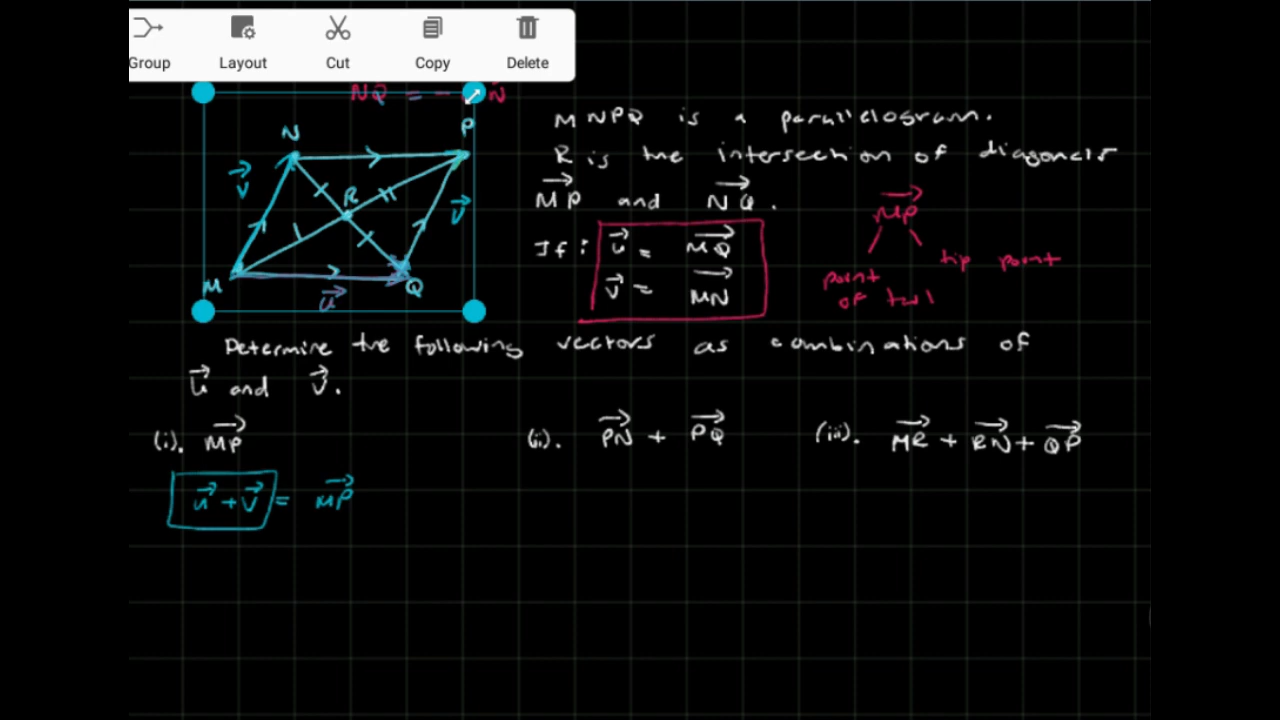 Group Layout Cut Copy Delete
NQ = - N
N P
v R v
M u Q
MNPQ is a parallelogram.
R is the intersection of diagonals
MP and NQ.
If: u = MQ
v = MN
MP
point of tail
tip point
Determine the following vectors as combinations of
u and v.
(i). MP
u + v = MP
(ii). PN + PQ
(iii). MR + RN + QP